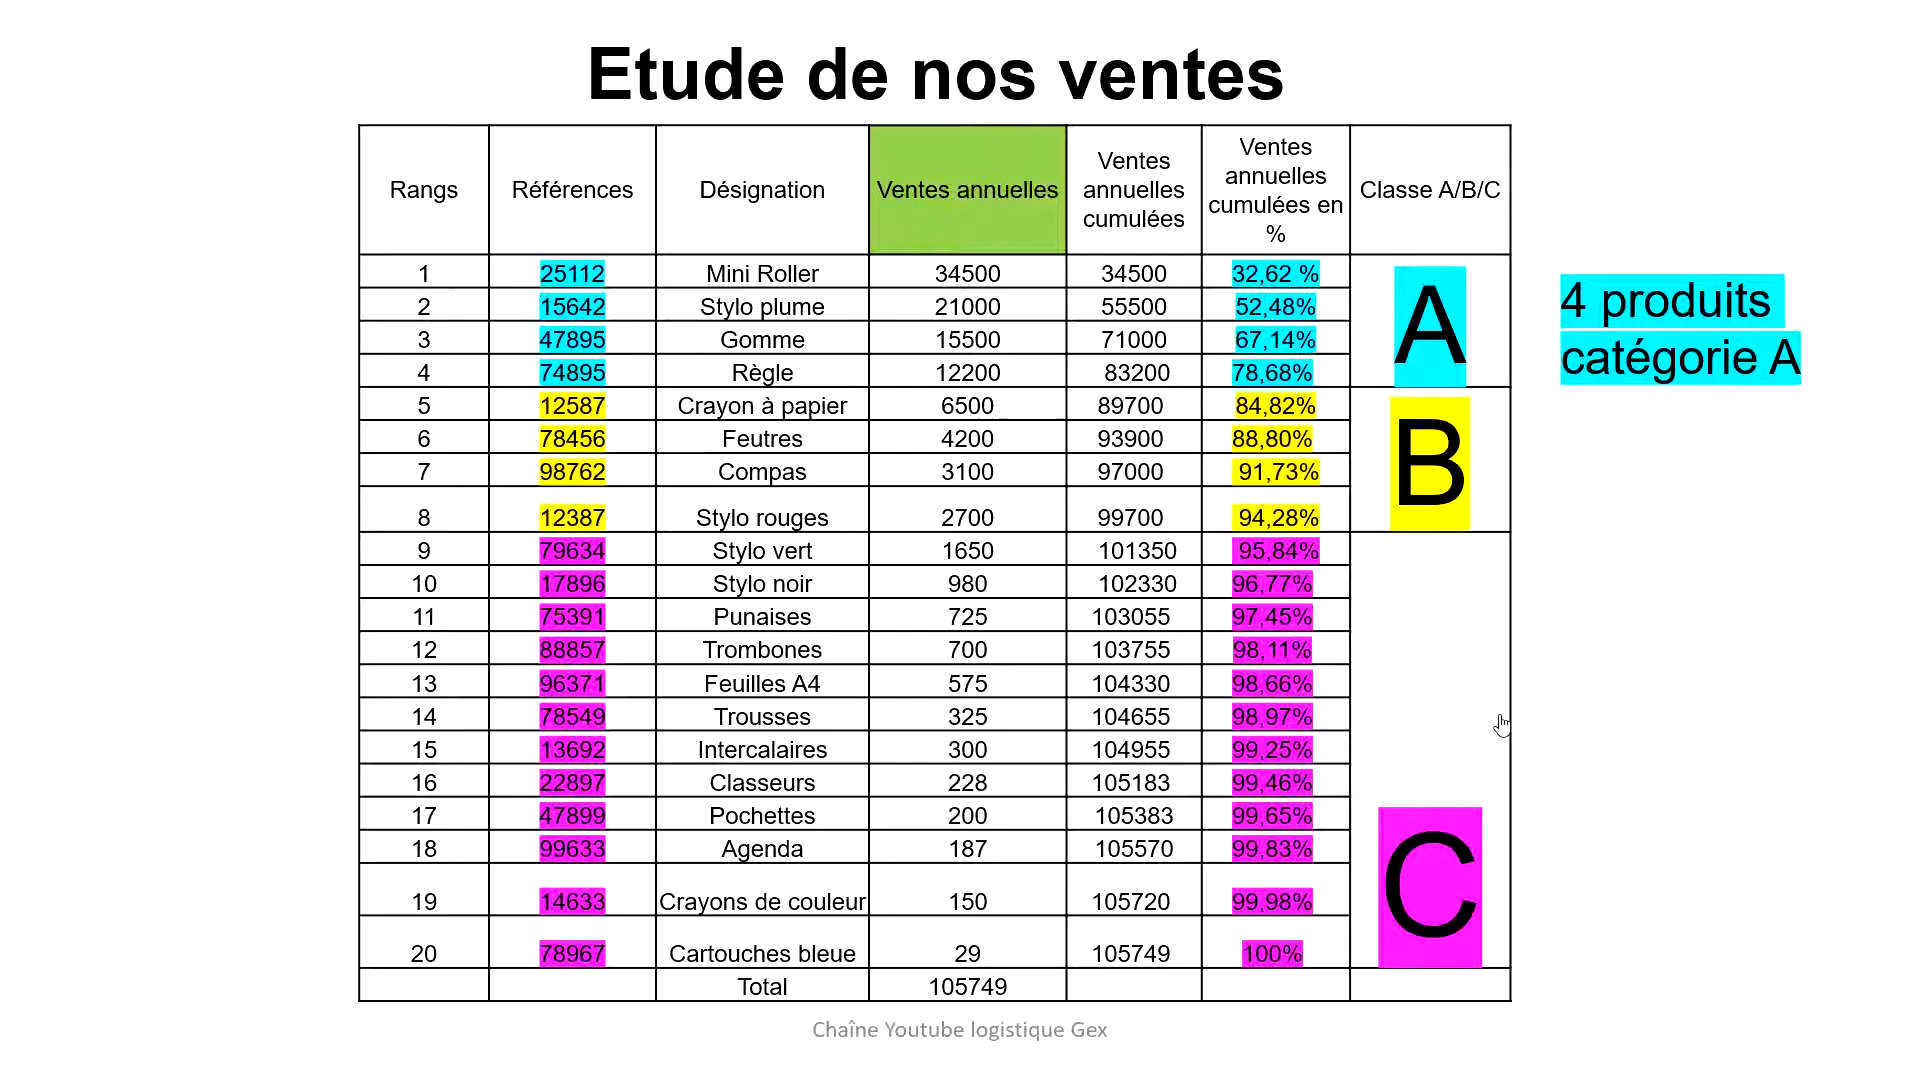 Etude de nos ventes
Rangs Références Désignation Ventes annuelles Ventes annuelles cumulées Ventes annuelles cumulées en % Classe A/B/C
1 25112 Mini Roller 34500 34500 32,62 %
2 15642 Stylo plume 21000 55500 52,48%
3 47895 Gomme 15500 71000 67,14%
4 74895 Règle 12200 83200 78,68%
A
4 produits
catégorie A
5 12587 Crayon à papier 6500 89700 84,82%
6 78456 Feutres 4200 93900 88,80%
7 98762 Compas 3100 97000 91,73%
8 12387 Stylo rouges 2700 99700 94,28%
B
9 79634 Stylo vert 1650 101350 95,84%
10 17896 Stylo noir 980 102330 96,77%
11 75391 Punaises 725 103055 97,45%
12 88857 Trombones 700 103755 98,11%
13 96371 Feuilles A4 575 104330 98,66%
14 78549 Trousses 325 104655 98,97%
15 13692 Intercalaires 300 104955 99,25%
16 22897 Classeurs 228 105183 99,46%
17 47899 Pochettes 200 105383 99,65%
18 99633 Agenda 187 105570 99,83%
19 14633 Crayons de couleur 150 105720 99,98%
20 78967 Cartouches bleue 29 105749 100%
C
Total 105749
Chaîne Youtube logistique Gex